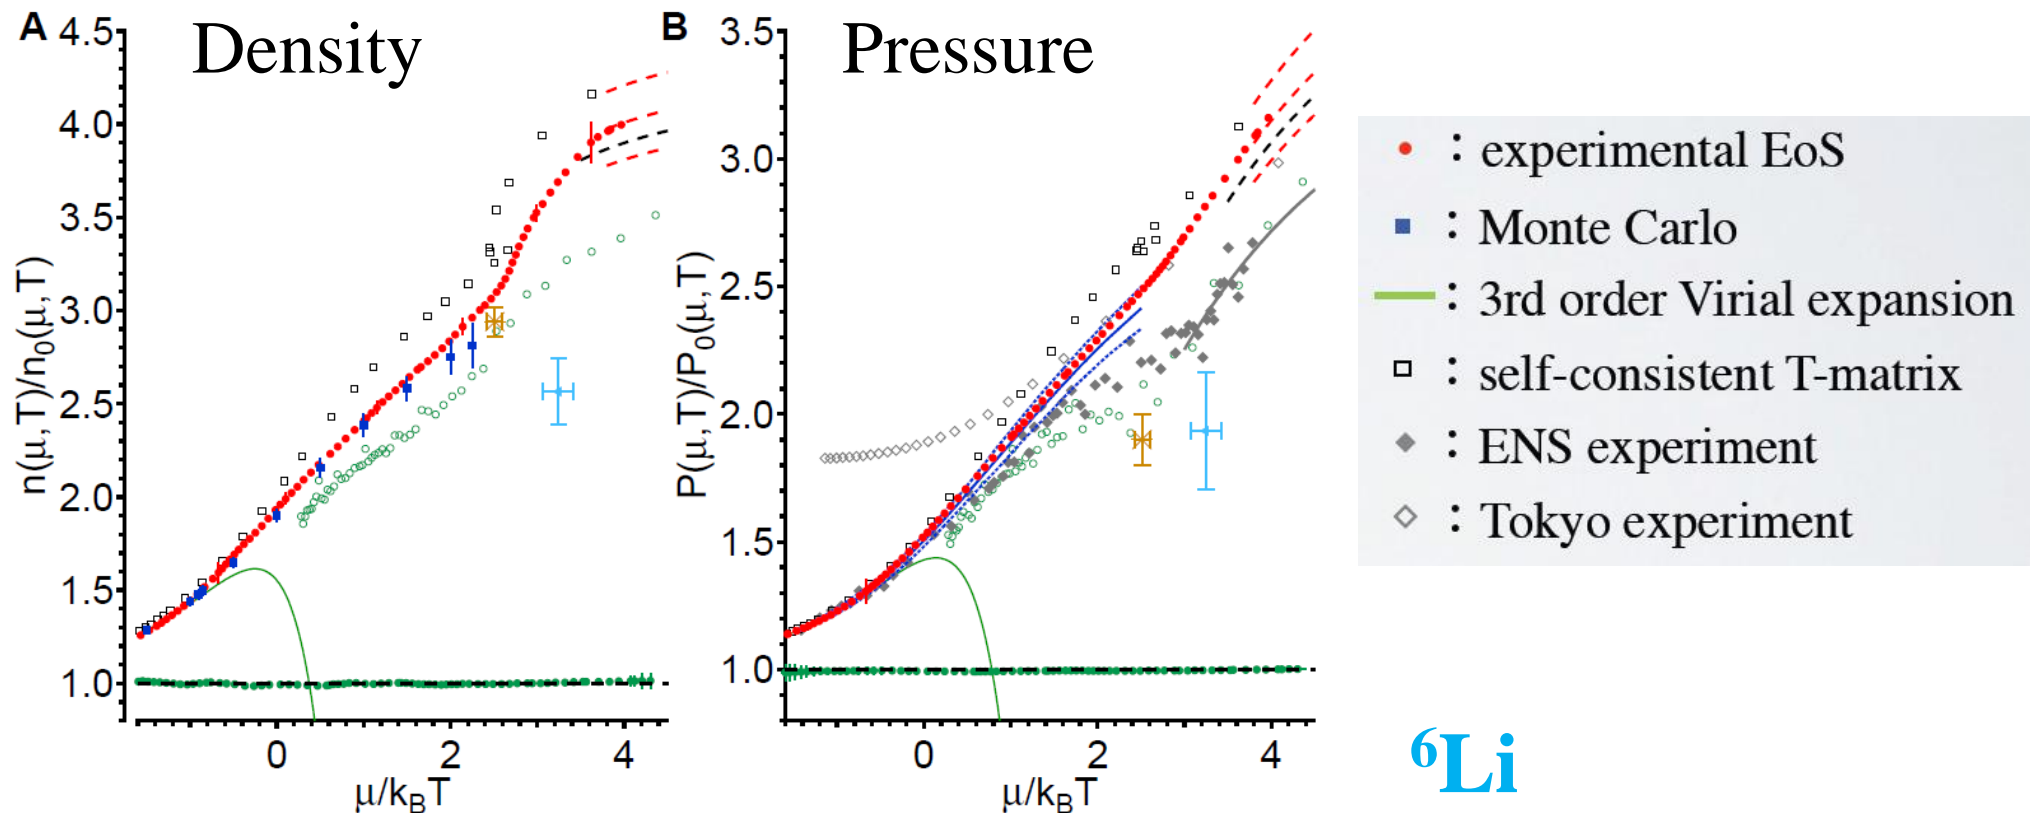 A
Density
4.5
4.0
3.5
3.0
2.5
2.0
1.5
1.0
n(μ,T)/n₀(μ,T)
0 2 4
μ/k_BT
B
Pressure
3.5
3.0
2.5
2.0
1.5
1.0
P(μ,T)/P₀(μ,T)
0 2 4
μ/k_BT
: experimental EoS
: Monte Carlo
: 3rd order Virial expansion
: self-consistent T-matrix
: ENS experiment
: Tokyo experiment
⁶Li